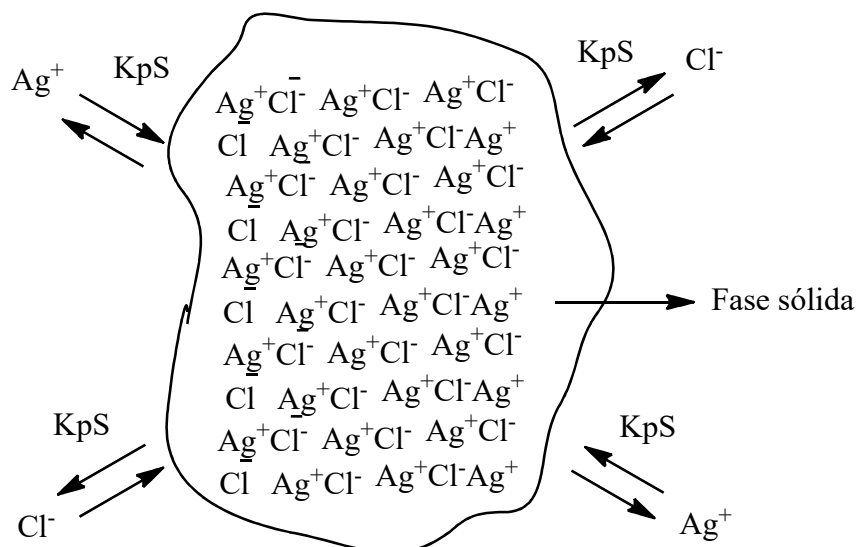 KpS
KpS
Ag⁺
Cl⁻
Ag⁺Cl⁻ Ag⁺Cl⁻ Ag⁺Cl⁻
Cl⁻ Ag⁺Cl⁻ Ag⁺Cl⁻Ag⁺
Ag⁺Cl⁻ Ag⁺Cl⁻ Ag⁺Cl⁻
Cl⁻ Ag⁺Cl⁻ Ag⁺Cl⁻Ag⁺
Ag⁺Cl⁻ Ag⁺Cl⁻ Ag⁺Cl⁻
Cl⁻ Ag⁺Cl⁻ Ag⁺Cl⁻Ag⁺
Fase sólida
Ag⁺Cl⁻ Ag⁺Cl⁻ Ag⁺Cl⁻
Cl⁻ Ag⁺Cl⁻ Ag⁺Cl⁻Ag⁺
Ag⁺Cl⁻ Ag⁺Cl⁻ Ag⁺Cl⁻
Cl⁻ Ag⁺Cl⁻ Ag⁺Cl⁻Ag⁺
KpS
KpS
Cl⁻
Ag⁺